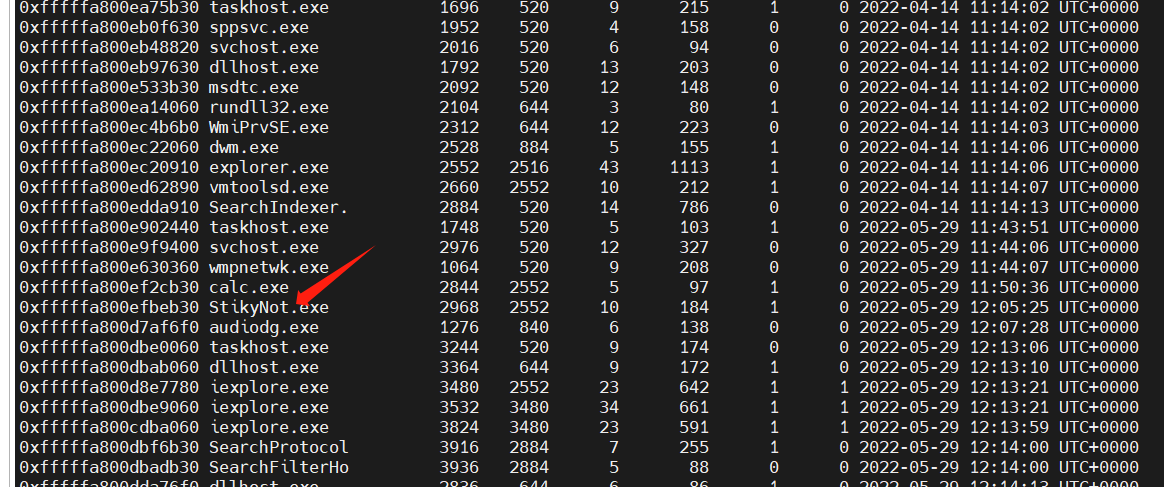 0xfffffa800ea75b30 taskhost.exe 1696 520 9 215 1 0 2022-04-14 11:14:02 UTC+0000
0xfffffa800eb0f630 sppsvc.exe 1952 520 4 158 0 0 2022-04-14 11:14:02 UTC+0000
0xfffffa800eb48820 svchost.exe 2016 520 6 94 0 0 2022-04-14 11:14:02 UTC+0000
0xfffffa800eb97630 dllhost.exe 1792 520 13 203 0 0 2022-04-14 11:14:02 UTC+0000
0xfffffa800e533b30 msdtc.exe 2092 520 12 148 0 0 2022-04-14 11:14:02 UTC+0000
0xfffffa800ea14060 rundll32.exe 2104 644 3 80 1 0 2022-04-14 11:14:02 UTC+0000
0xfffffa800ec4b6b0 WmiPrvSE.exe 2312 644 12 223 0 0 2022-04-14 11:14:03 UTC+0000
0xfffffa800ec22060 dwm.exe 2528 884 5 155 1 0 2022-04-14 11:14:06 UTC+0000
0xfffffa800ec20910 explorer.exe 2552 2516 43 1113 1 0 2022-04-14 11:14:06 UTC+0000
0xfffffa800ed62890 vmtoolsd.exe 2660 2552 10 212 1 0 2022-04-14 11:14:07 UTC+0000
0xfffffa800edda910 SearchIndexer. 2884 520 14 786 0 0 2022-04-14 11:14:13 UTC+0000
0xfffffa800e902440 taskhost.exe 1748 520 5 103 1 0 2022-05-29 11:43:51 UTC+0000
0xfffffa800e9f9400 svchost.exe 2976 520 12 327 0 0 2022-05-29 11:44:06 UTC+0000
0xfffffa800e630360 wmpnetwk.exe 1064 520 9 208 0 0 2022-05-29 11:44:07 UTC+0000
0xfffffa800ef2cb30 calc.exe 2844 2552 5 97 1 0 2022-05-29 11:50:36 UTC+0000
0xfffffa800efbeb30 StikyNot.exe 2968 2552 10 184 1 0 2022-05-29 12:05:25 UTC+0000
0xfffffa800d7af6f0 audiodg.exe 1276 840 6 138 0 0 2022-05-29 12:07:28 UTC+0000
0xfffffa800dbe0060 taskhost.exe 3244 520 9 174 0 0 2022-05-29 12:13:06 UTC+0000
0xfffffa800dbab060 dllhost.exe 3364 644 9 172 1 0 2022-05-29 12:13:10 UTC+0000
0xfffffa800d8e7780 iexplore.exe 3480 2552 23 642 1 1 2022-05-29 12:13:21 UTC+0000
0xfffffa800dbe9060 iexplore.exe 3532 3480 34 661 1 1 2022-05-29 12:13:21 UTC+0000
0xfffffa800cdba060 iexplore.exe 3824 3480 23 591 1 1 2022-05-29 12:13:59 UTC+0000
0xfffffa800dbf6b30 SearchProtocol 3916 2884 7 255 1 0 2022-05-29 12:14:00 UTC+0000
0xfffffa800dbadb30 SearchFilterHo 3936 2884 5 88 0 0 2022-05-29 12:14:00 UTC+0000
0xfffffa800dda76f0 dllhost.exe 2836 644 6 86 1 0 2022-05-29 12:14:13 UTC+0000